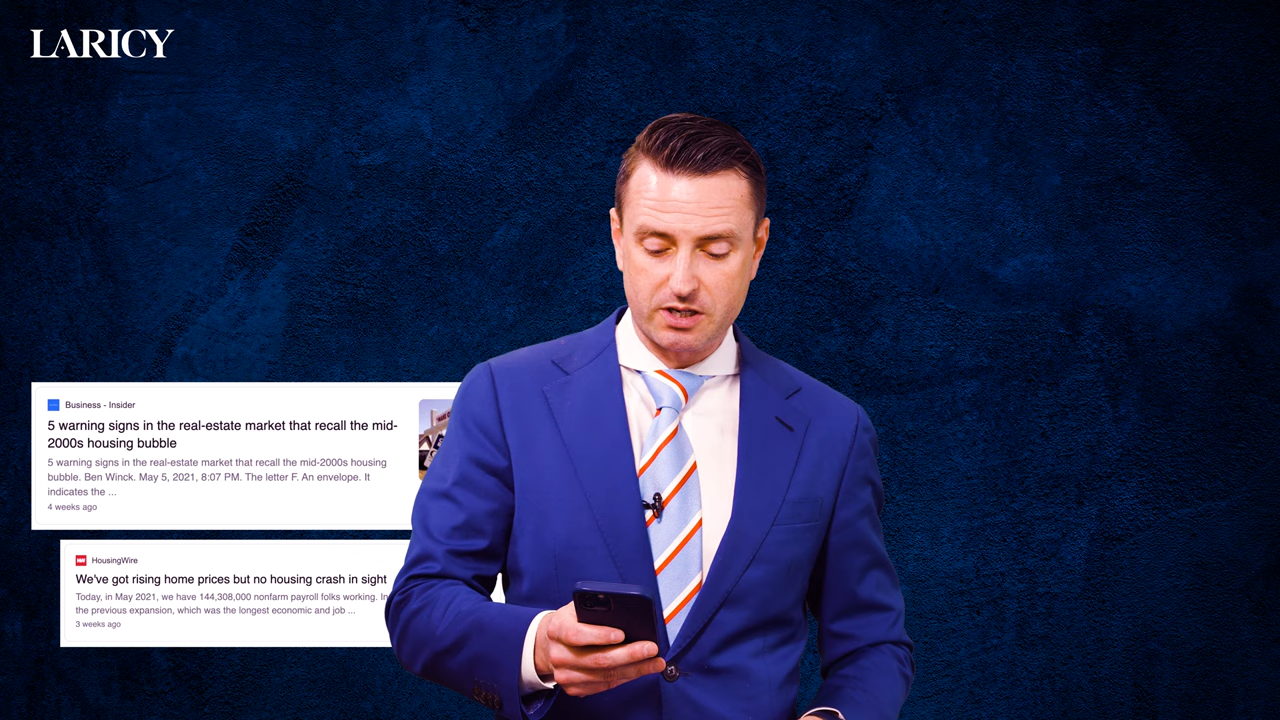 LARICY
Business - Insider
5 warning signs in the real-estate market that recall the mid-
2000s housing bubble
5 warning signs in the real-estate market that recall the mid-2000s housing
bubble. Ben Winck. May 5, 2021, 8:07 PM. The letter F. An envelope. It
indicates the ...
4 weeks ago
HousingWire
We've got rising home prices but no housing crash in sight
Today, in May 2021, we have 144,308,000 nonfarm payroll folks working. In
the previous expansion, which was the longest economic and job ...
3 weeks ago